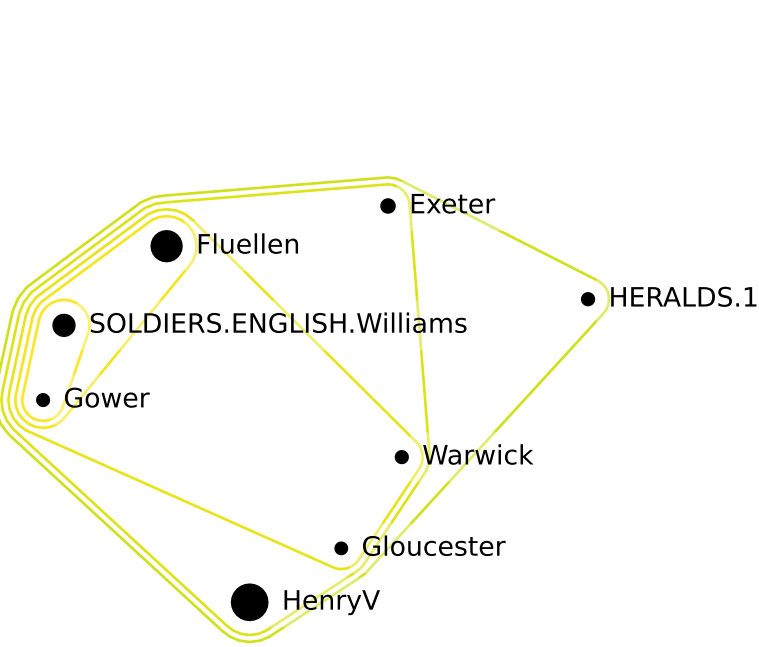 Exeter
Fluellen
HERALDS.1
SOLDIERS.ENGLISH.Williams
Gower
Warwick
Gloucester
HenryV